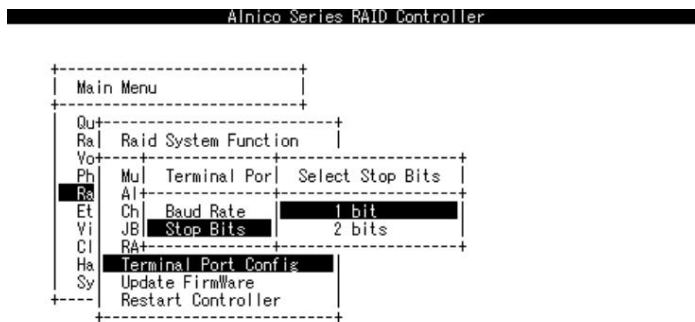 Alnico Series RAID Controller
Main Menu
Qu
Ra Raid System Function
Vo
Ph Mu Terminal Por Select Stop Bits
Ra Al
Et Ch Baud Rate 1 bit
Vi JB Stop Bits 2 bits
Cl RA
Ha Terminal Port Config
Sy Update FirmWare
Restart Controller